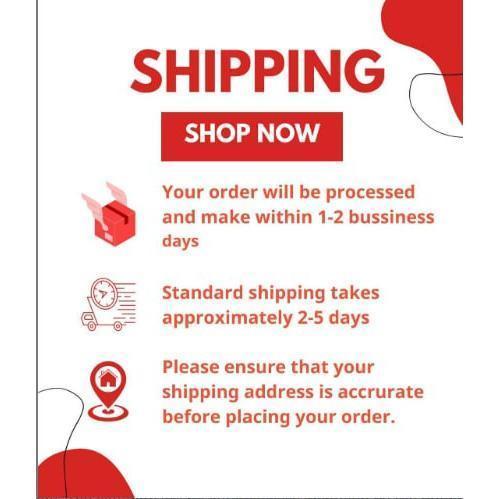 SHIPPING
SHOP NOW
Your order will be processed
and make within 1-2 bussiness
days
Standard shipping takes
approximately 2-5 days
Please ensure that your
shipping address is accrurate
before placing your order.